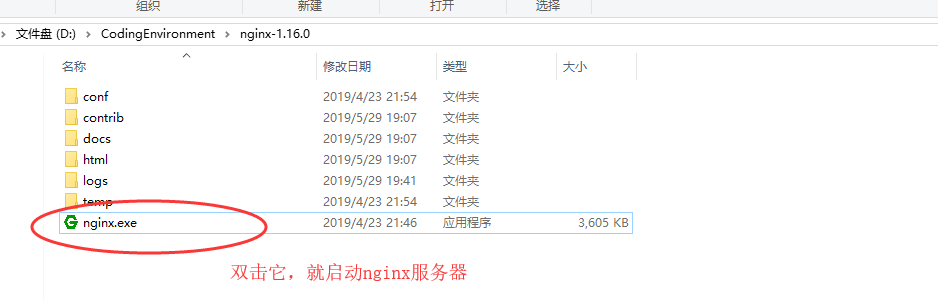 组织 新建 打开 选择
文件盘 (D:) › CodingEnvironment › nginx-1.16.0
名称 修改日期 类型 大小
conf 2019/4/23 21:54 文件夹
contrib 2019/5/29 19:07 文件夹
docs 2019/5/29 19:07 文件夹
html 2019/5/29 19:07 文件夹
logs 2019/5/29 19:41 文件夹
temp 2019/4/23 21:54 文件夹
nginx.exe 2019/4/23 21:46 应用程序 3,605 KB
双击它，就启动nginx服务器